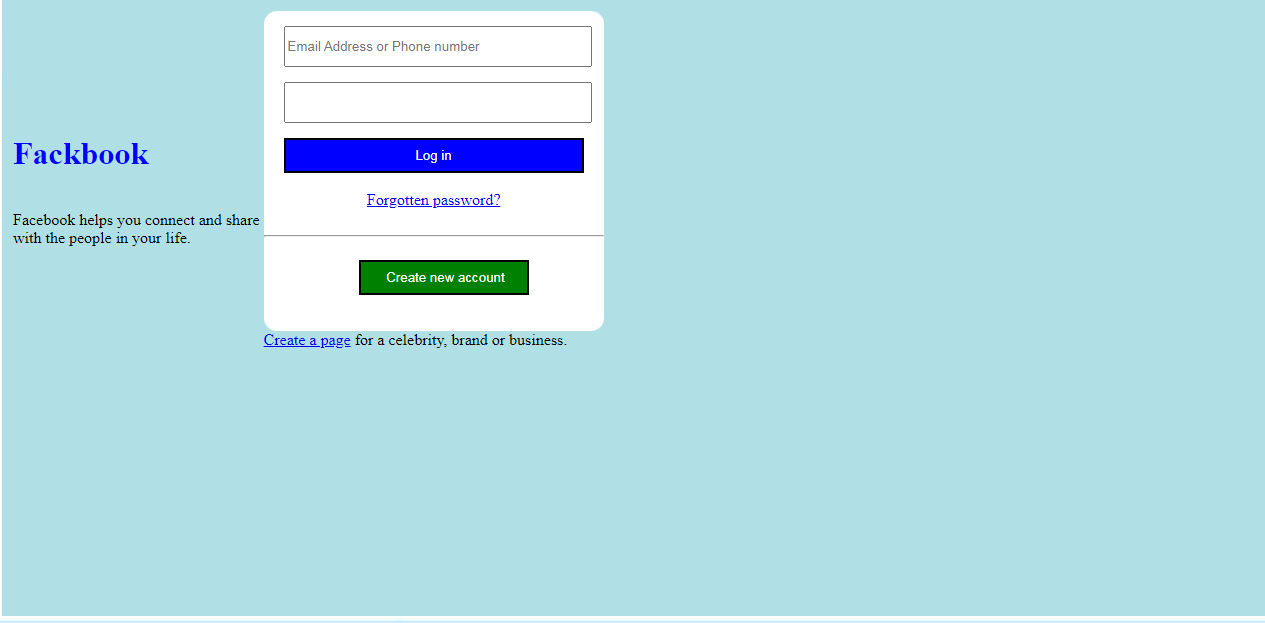 Email Address or Phone number
Log in
Forgotten password?
Create new account
Create a page for a celebrity, brand or business.
Fackbook
Facebook helps you connect and share
with the people in your life.